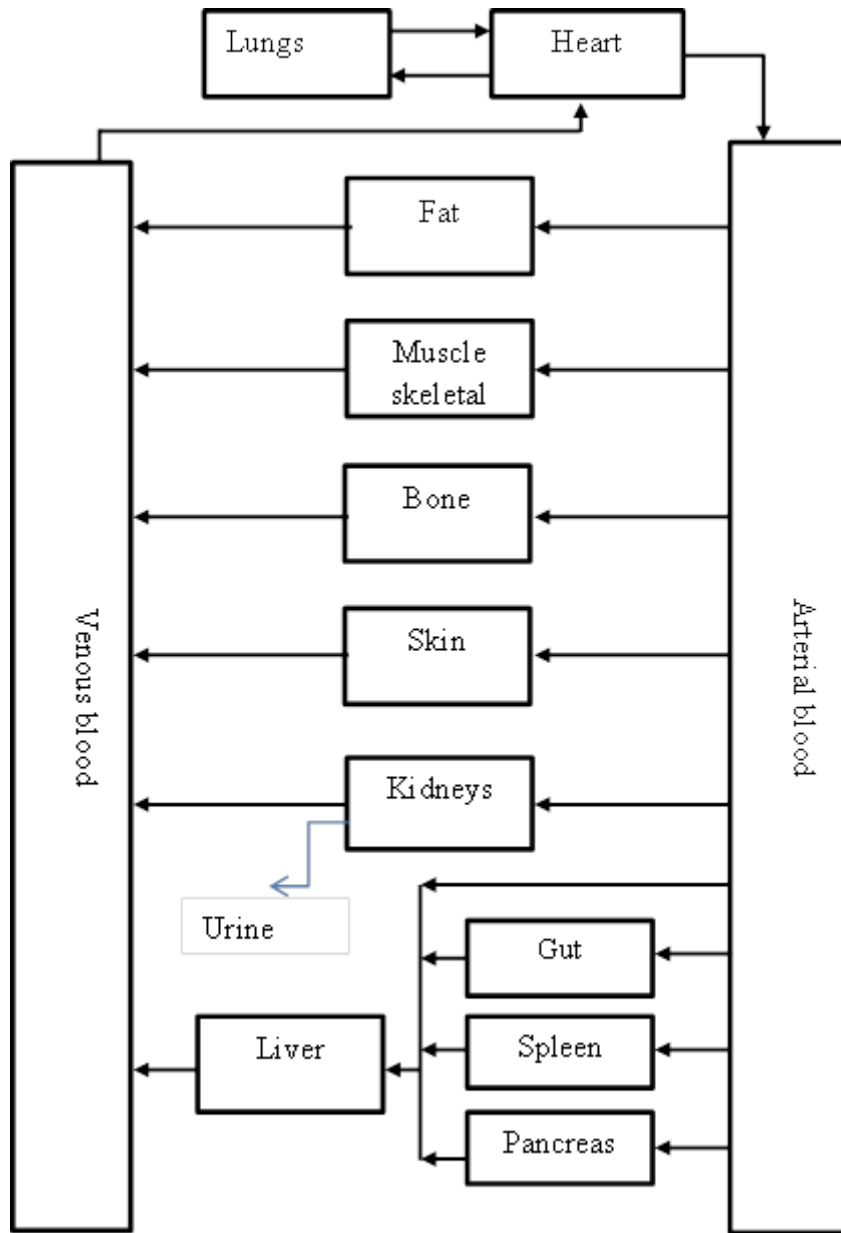 Lungs
Heart
Fat
Muscle
skeletal
Bone
Skin
Venous blood
Arterial blood
Kidneys
Urine
Gut
Liver
Spleen
Pancreas